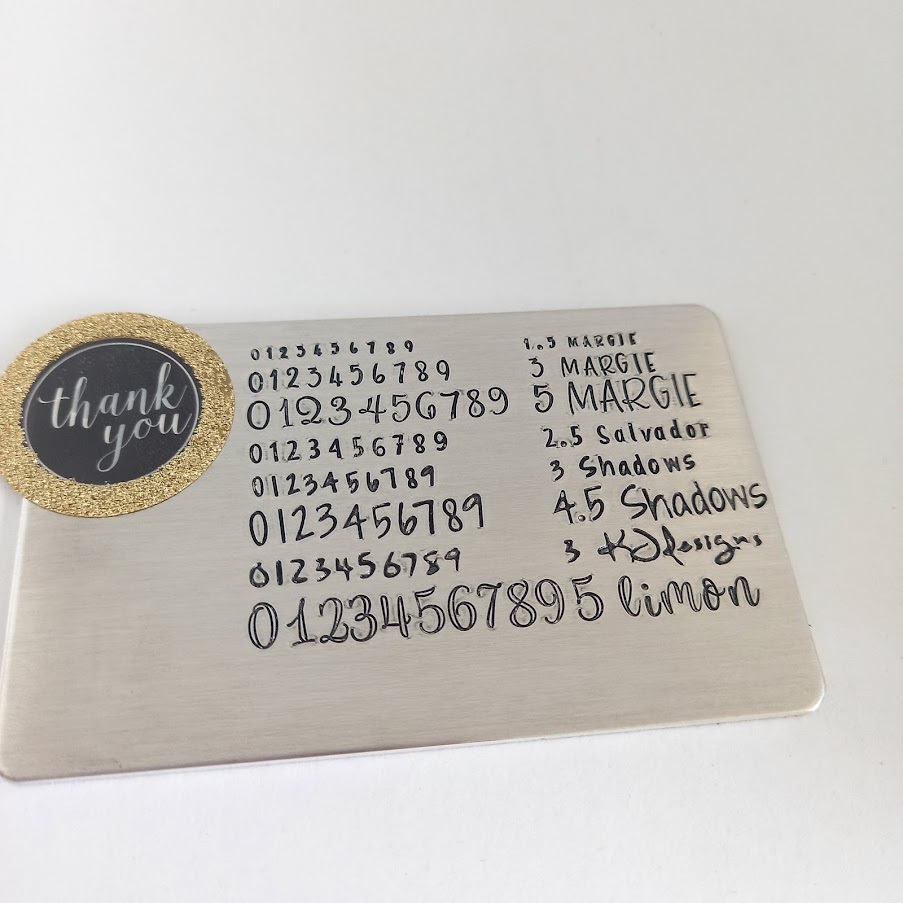 thank
you
0123456789 1.5 MARGIE
0123456789 3 MARGIE
0123456789 5 MARGIE
0123456789 2.5 Salvador
0123456789 3 Shadows
0123456789 4.5 Shadows
0123456789 3 KJDesigns
0123456789 5 limon